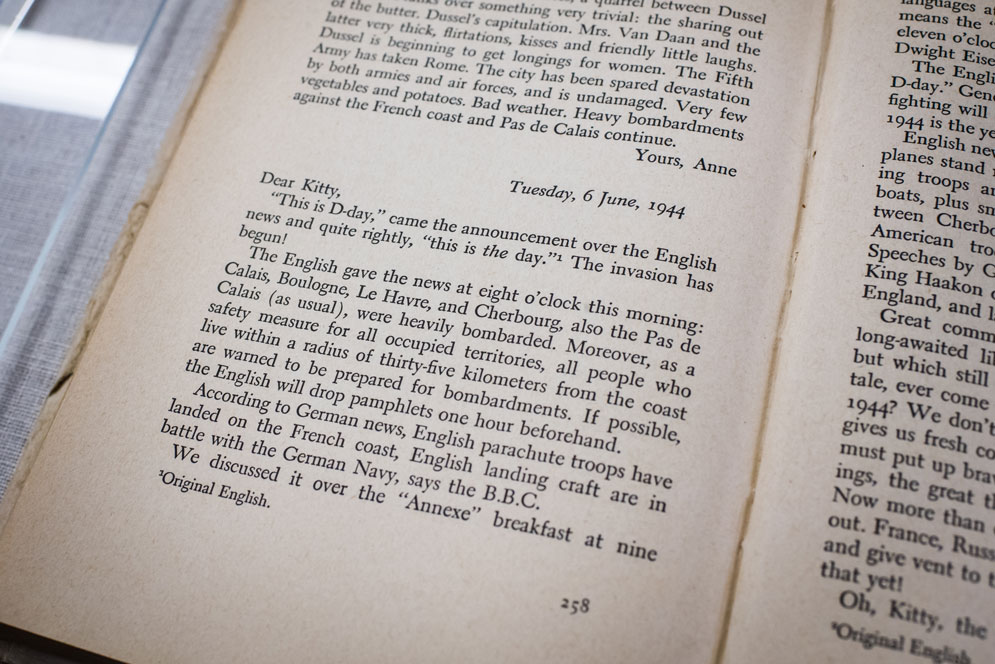 over something very trivial: the sharing out
of the butter. Dussel's capitulation. Mrs. Van Daan and the
latter very thick, flirtations, kisses and friendly little laughs.
Dussel is beginning to get longings for women. The Fifth
Army has taken Rome. The city has been spared devastation
by both armies and air forces, and is undamaged. Very few
vegetables and potatoes. Bad weather. Heavy bombardments
against the French coast and Pas de Calais continue.
Yours, Anne
Tuesday, 6 June, 1944
Dear Kitty,
"This is D-day," came the announcement over the English
news and quite rightly, "this is the day."¹ The invasion has
begun!
The English gave the news at eight o'clock this morning:
Calais, Boulogne, Le Havre, and Cherbourg, also the Pas de
Calais (as usual), were heavily bombarded. Moreover, as a
safety measure for all occupied territories, all people who
live within a radius of thirty-five kilometers from the coast
are warned to be prepared for bombardments. If possible,
the English will drop pamphlets one hour beforehand.
According to German news, English parachute troops have
landed on the French coast, English landing craft are in
battle with the German Navy, says the B.B.C.
We discussed it over the "Annexe" breakfast at nine
¹Original English.
258
languages
means the
eleven o'cloc
Dwight Eise
The Engli
D-day." Gen
fighting will
1944 is the ye
English new
planes stand
ing troops a
boats, plus sm
tween Cherbo
American tro
Speeches by G
King Haakon
England, and l
Great comm
long-awaited li
but which still
tale, ever come
1944? We don't
gives us fresh co
must put up brav
ings, the great t
Now more than
out. France, Russ
and give vent to t
that yet!
Oh, Kitty, the
Original English.